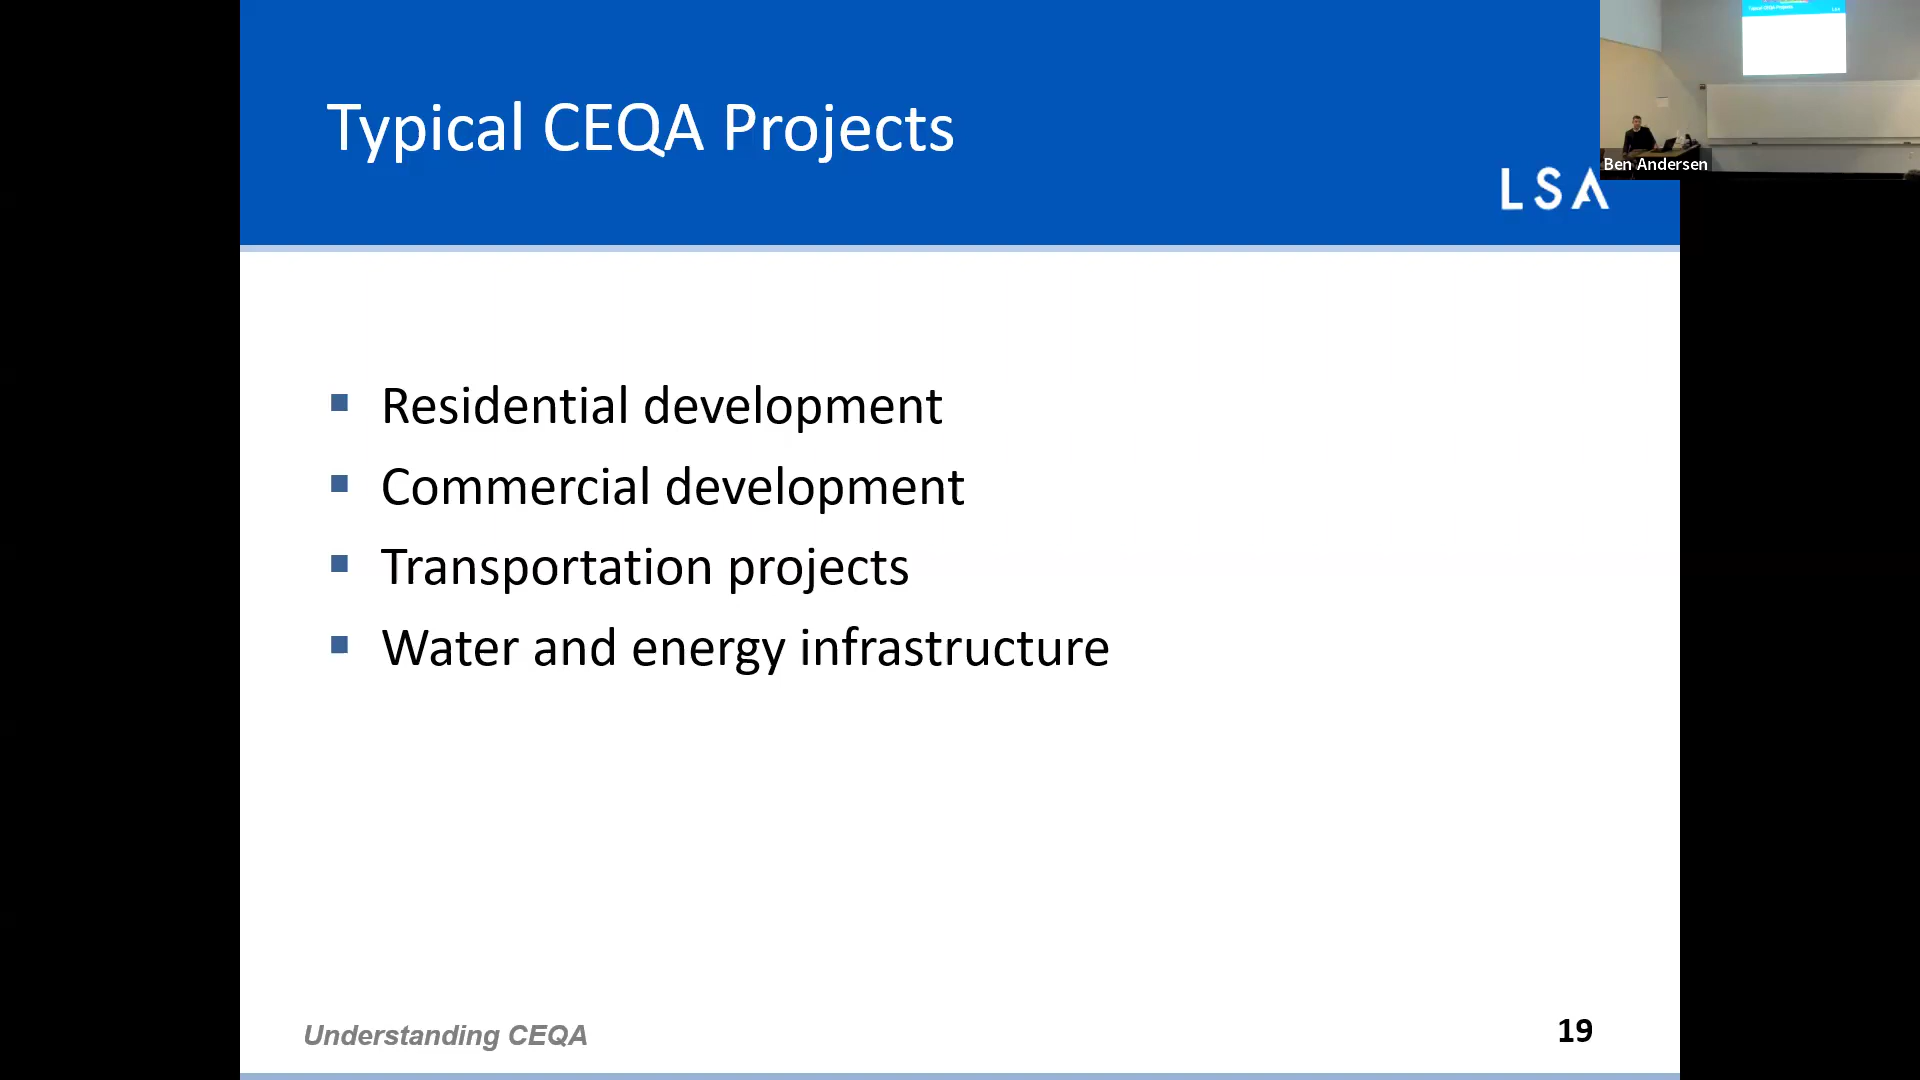 Typical CEQA Projects
LSA
Ben Andersen
Residential development
Commercial development
Transportation projects
Water and energy infrastructure
Understanding CEQA
19